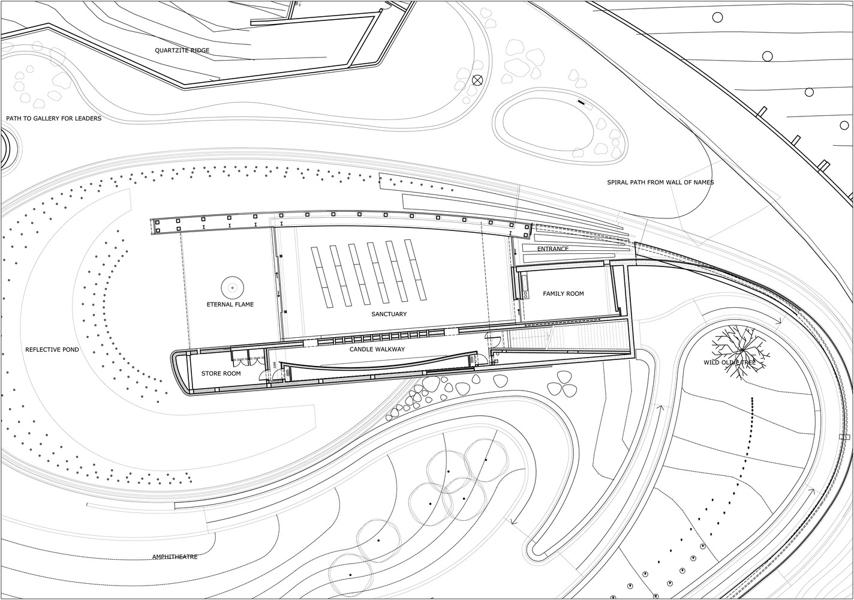 QUARTZITE RIDGE
PATH TO GALLERY FOR LEADERS
SPIRAL PATH FROM WALL OF NAMES
ENTRANCE
FAMILY ROOM
ETERNAL FLAME
SANCTUARY
REFLECTIVE POND
CANDLE WALKWAY
WILD OLIVE TREE
STORE ROOM
AMPHITHEATRE